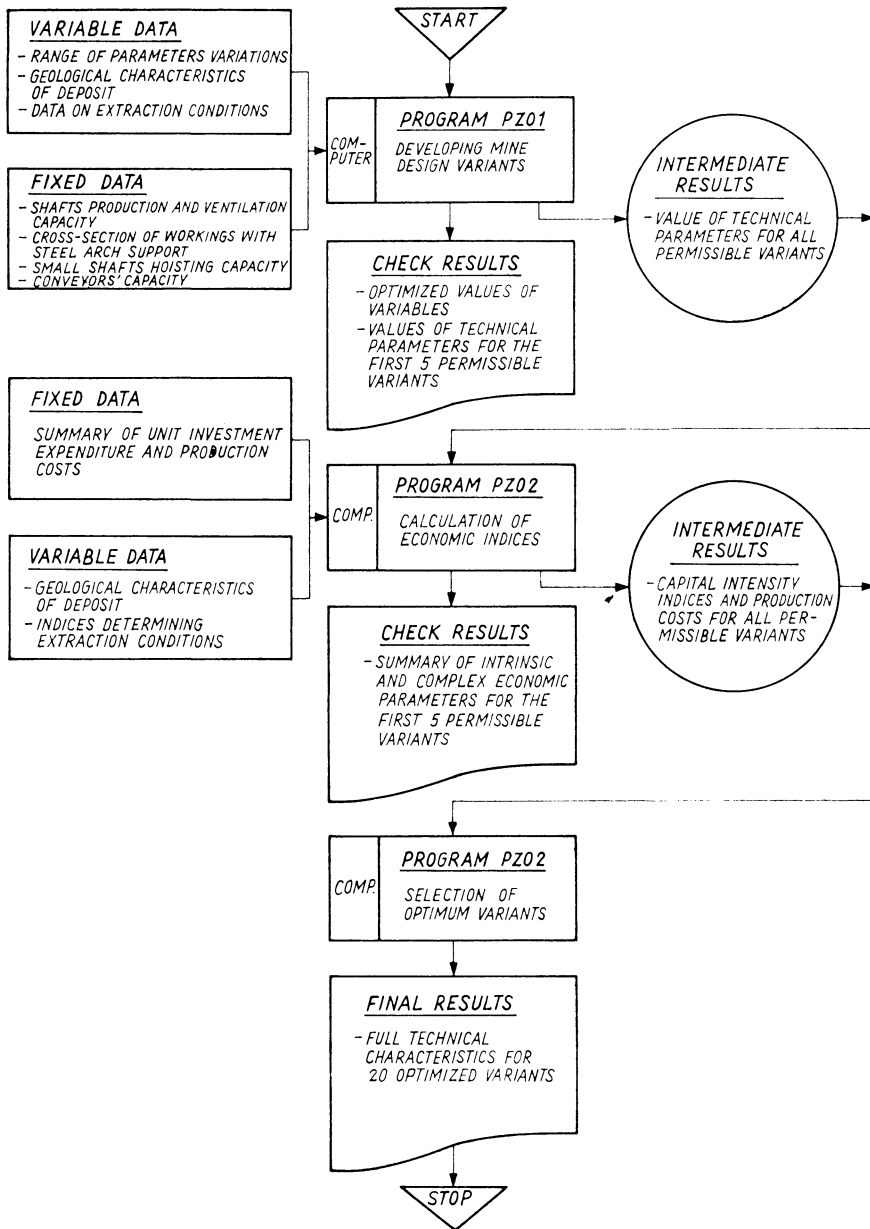 START
VARIABLE DATA
- RANGE OF PARAMETERS VARIATIONS
- GEOLOGICAL CHARACTERISTICS
OF DEPOSIT
- DATA ON EXTRACTION CONDITIONS
FIXED DATA
- SHAFTS PRODUCTION AND VENTILATION
CAPACITY
- CROSS-SECTION OF WORKINGS WITH
STEEL ARCH SUPPORT
- SMALL SHAFTS HOISTING CAPACITY
- CONVEYORS' CAPACITY
COM-
PUTER
PROGRAM PZ01
DEVELOPING MINE
DESIGN VARIANTS
INTERMEDIATE
RESULTS
- VALUE OF TECHNICAL
PARAMETERS FOR ALL
PERMISSIBLE VARIANTS
CHECK RESULTS
- OPTIMIZED VALUES OF
VARIABLES
- VALUES OF TECHNICAL
PARAMETERS FOR THE
FIRST 5 PERMISSIBLE
VARIANTS
FIXED DATA
SUMMARY OF UNIT INVESTMENT
EXPENDITURE AND PRODUCTION
COSTS
VARIABLE DATA
- GEOLOGICAL CHARACTERISTICS
OF DEPOSIT
- INDICES DETERMINING
EXTRACTION CONDITIONS
COMP.
PROGRAM PZ02
CALCULATION OF
ECONOMIC INDICES
INTERMEDIATE
RESULTS
- CAPITAL INTENSITY
INDICES AND PRODUCTION
COSTS FOR ALL PER-
MISSIBLE VARIANTS
CHECK RESULTS
- SUMMARY OF INTRINSIC
AND COMPLEX ECONOMIC
PARAMETERS FOR THE
FIRST 5 PERMISSIBLE
VARIANTS
COMP.
PROGRAM PZ02
SELECTION OF
OPTIMUM VARIANTS
FINAL RESULTS
- FULL TECHNICAL
CHARACTERISTICS FOR
20 OPTIMIZED VARIANTS
STOP